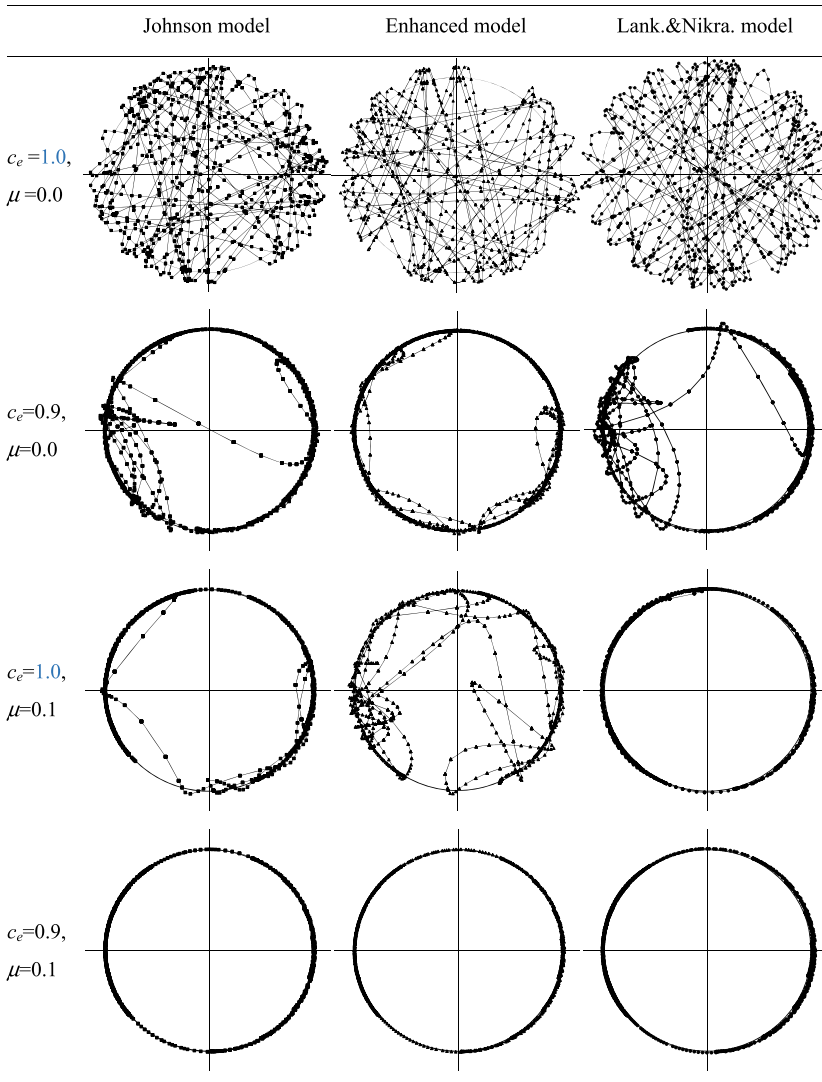 Johnson model Enhanced model Lank.&Nikra. model
cₑ =1.0,
μ =0.0
cₑ=0.9,
μ=0.0
cₑ=1.0,
μ=0.1
cₑ=0.9,
μ=0.1